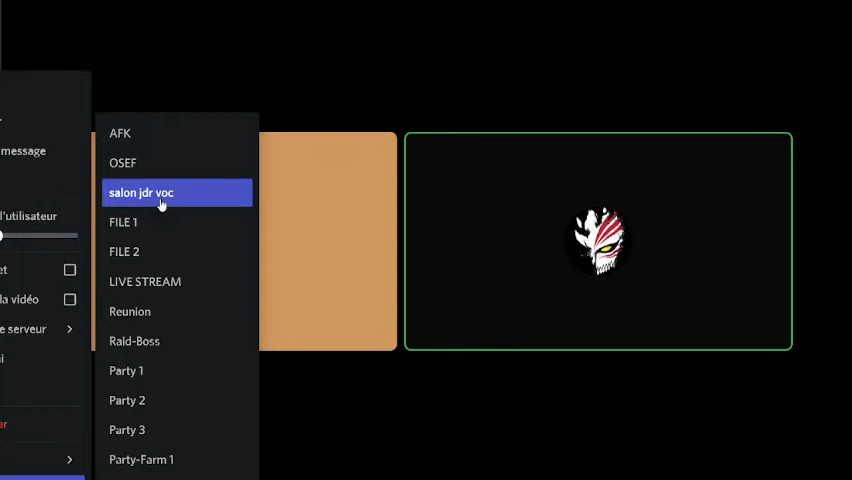 message
l'utilisateur
et
la vidéo
e serveur
AFK
OSEF
salon jdr voc
FILE 1
FILE 2
LIVE STREAM
Reunion
Raid-Boss
Party 1
Party 2
Party 3
Party-Farm 1